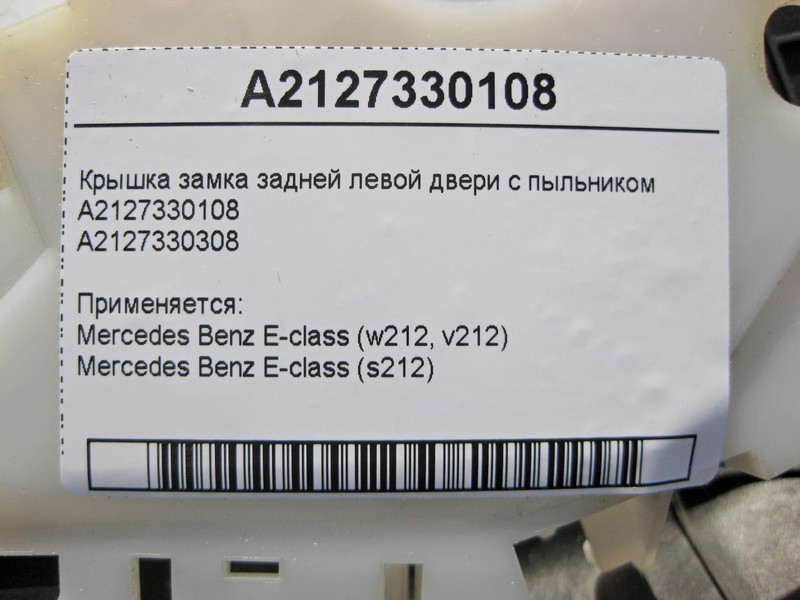 A2127330108
Крышка замка задней левой двери с пыльником
A2127330108
A2127330308
Применяется:
Mercedes Benz E-class (w212, v212)
Mercedes Benz E-class (s212)